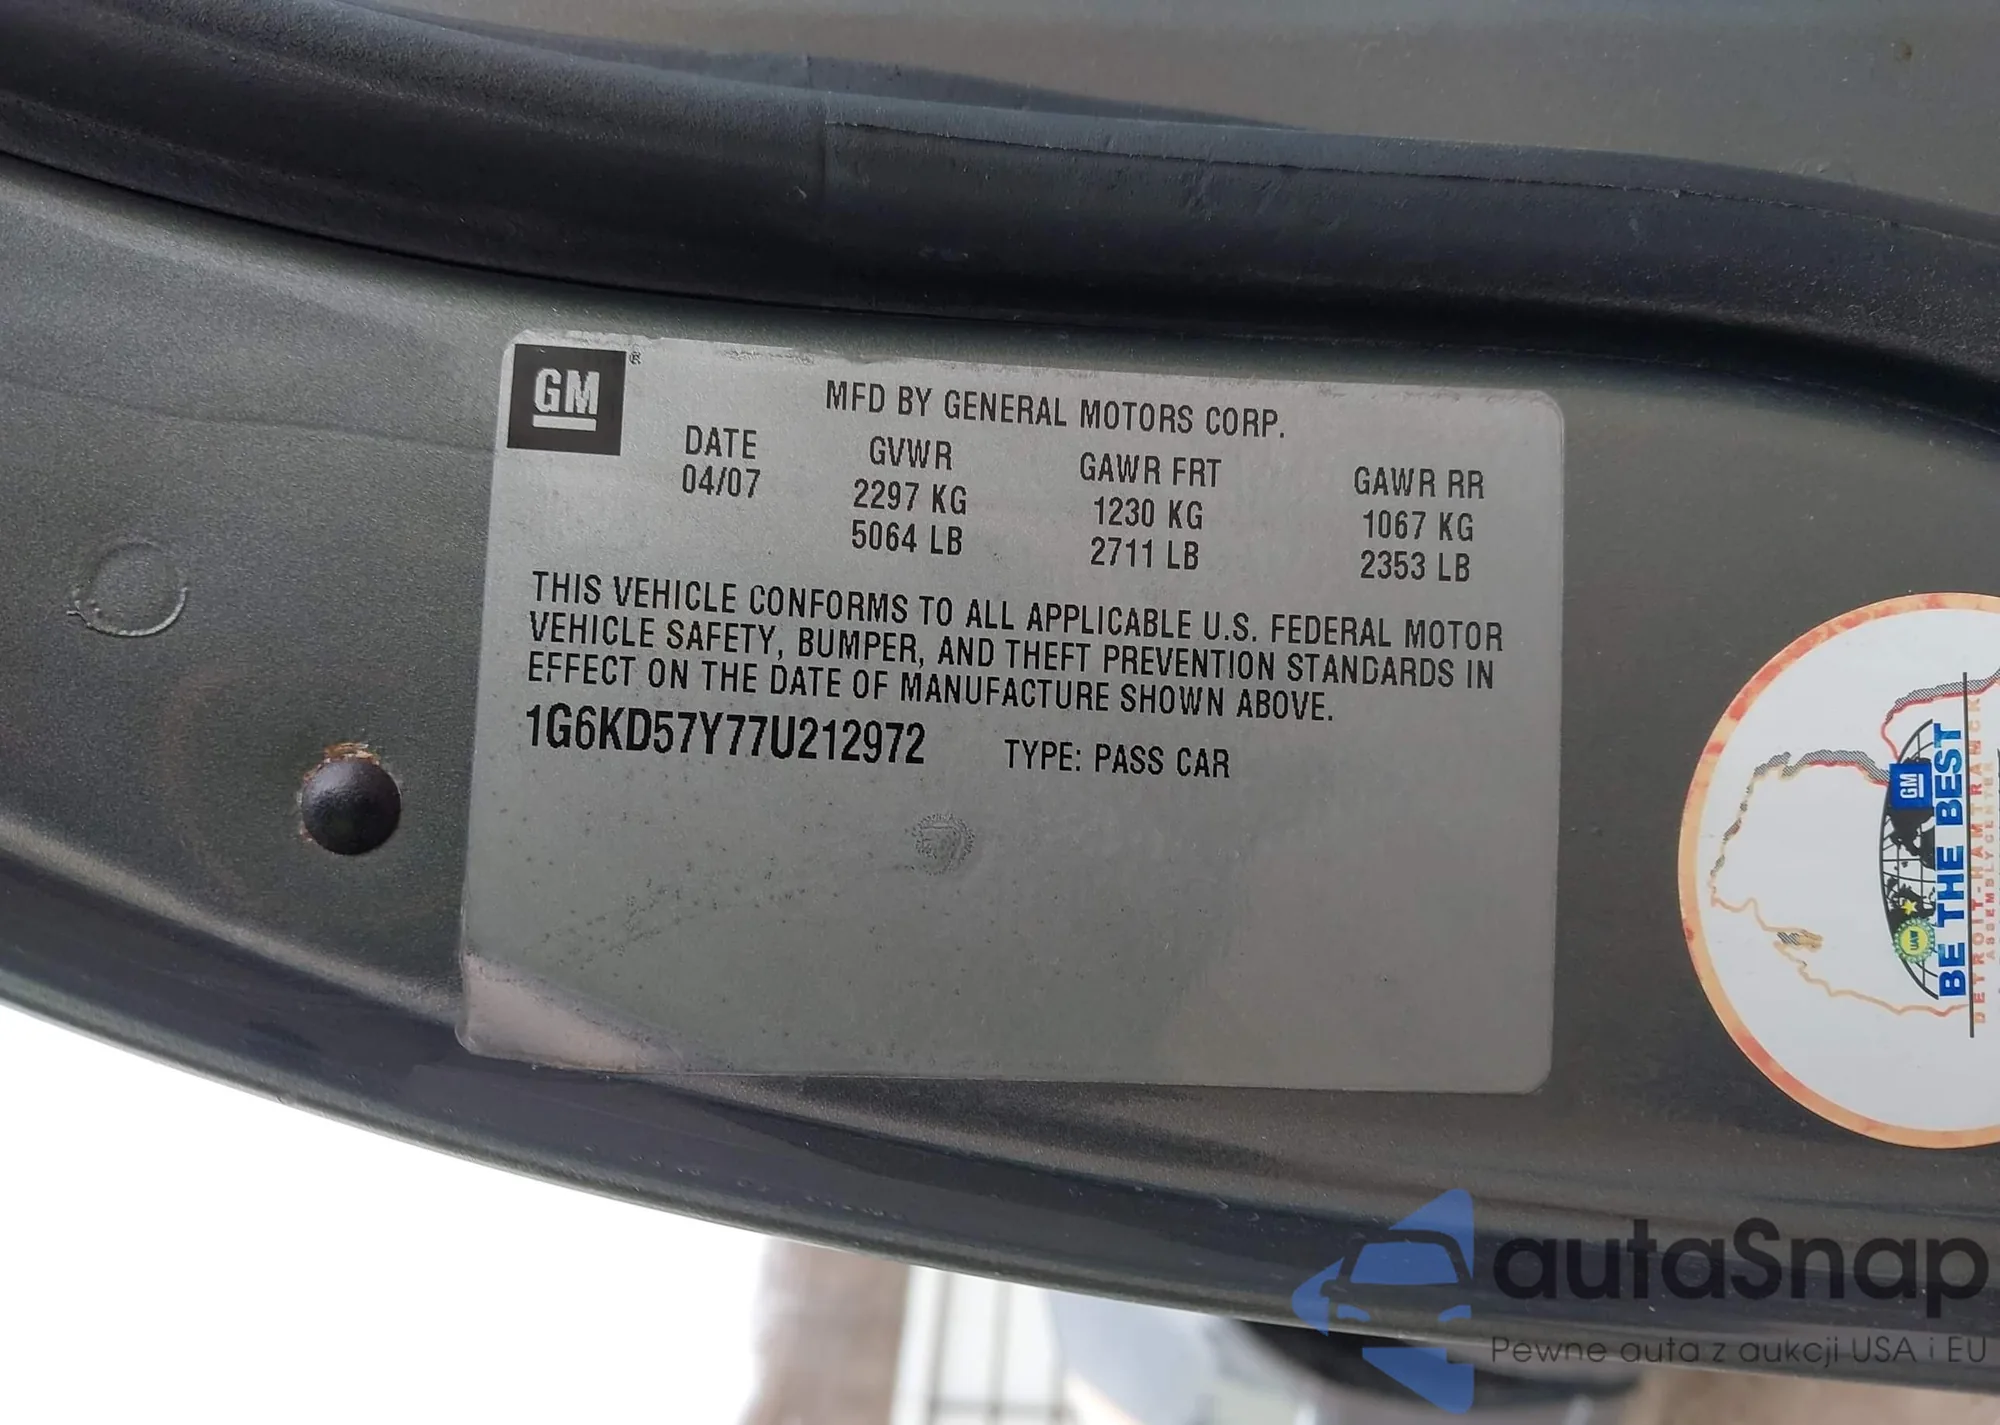 GM ®
MFD BY GENERAL MOTORS CORP.
DATE GVWR GAWR FRT GAWR RR
04/07 2297 KG 1230 KG 1067 KG
5064 LB 2711 LB 2353 LB
THIS VEHICLE CONFORMS TO ALL APPLICABLE U.S. FEDERAL MOTOR
VEHICLE SAFETY, BUMPER, AND THEFT PREVENTION STANDARDS IN
EFFECT ON THE DATE OF MANUFACTURE SHOWN ABOVE.
1G6KD57Y77U212972 TYPE: PASS CAR
GM
UAW
BE THE BEST
DETROIT-HAMTRAMCK
ASSEMBLY CENTER
autaSnap
Pewne auta z aukcji USA i EU